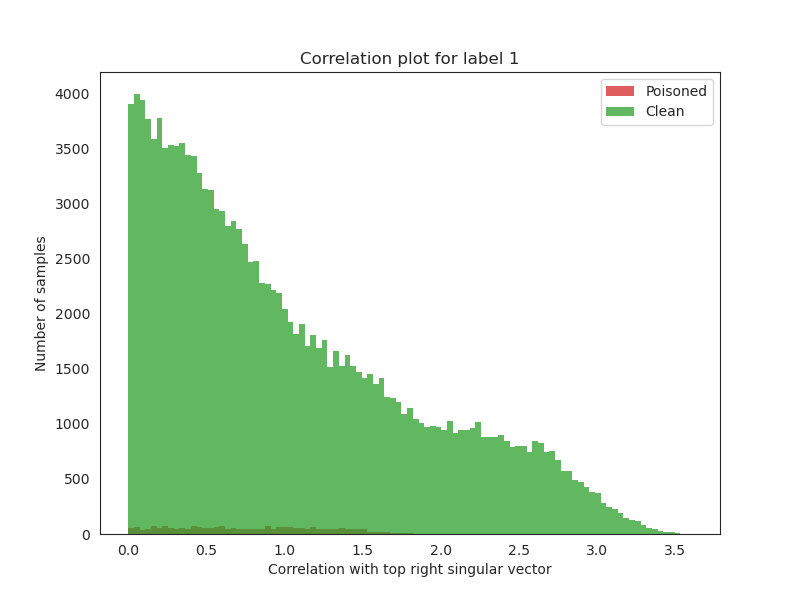 Correlation plot for label 1
Poisoned
Clean
4000
3500
3000
2500
2000
1500
1000
500
0
Number of samples
0.0 0.5 1.0 1.5 2.0 2.5 3.0 3.5
Correlation with top right singular vector